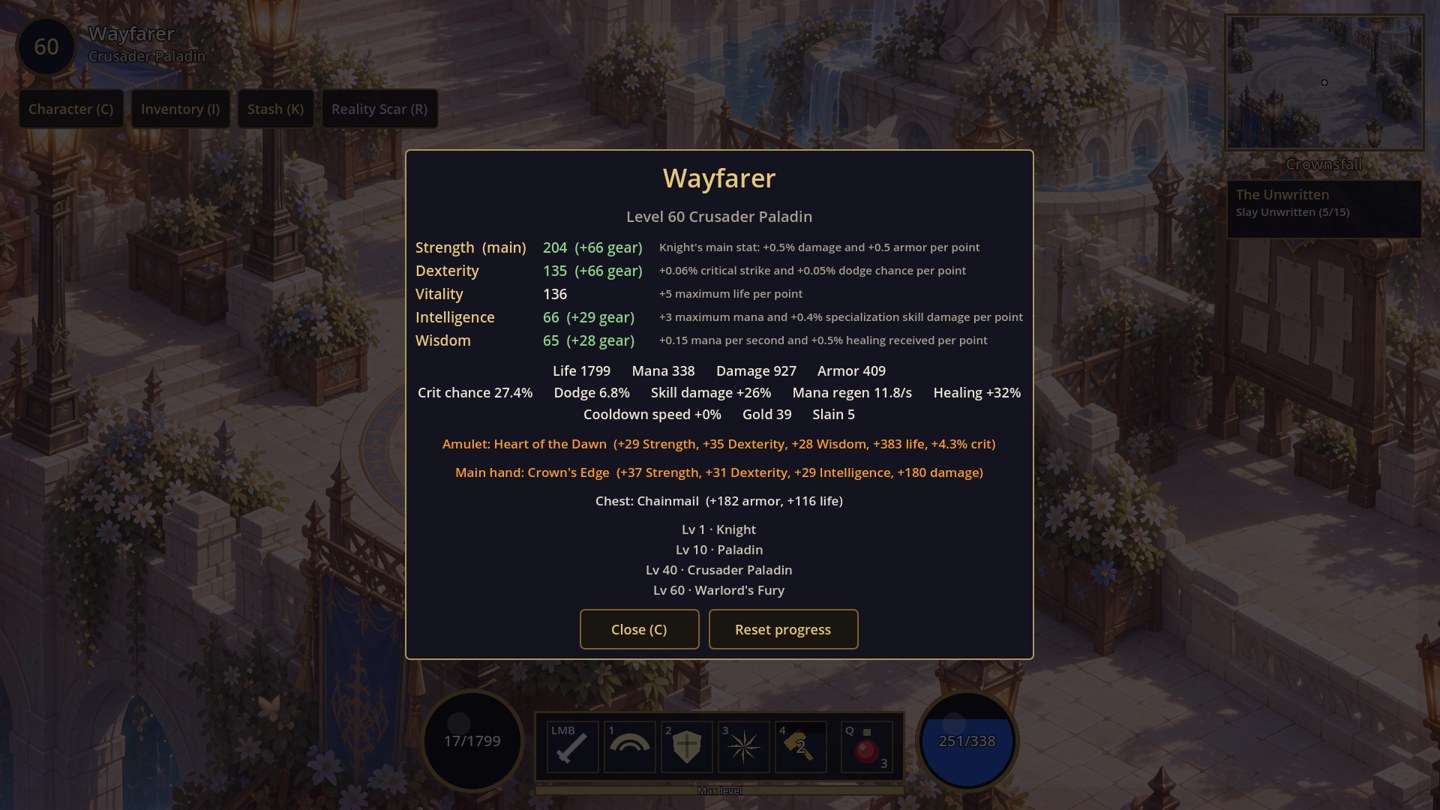 60
Wayfarer
Crusader Paladin
Character (C)
Inventory (I)
Stash (K)
Reality Scar (R)
Crownsfall
The Unwritten
Slay Unwritten (5/15)
Wayfarer
Level 60 Crusader Paladin
Strength (main) 204 (+66 gear) Knight's main stat: +0.5% damage and +0.5 armor per point
Dexterity 135 (+66 gear) +0.06% critical strike and +0.05% dodge chance per point
Vitality 136 +5 maximum life per point
Intelligence 66 (+29 gear) +3 maximum mana and +0.4% specialization skill damage per point
Wisdom 65 (+28 gear) +0.15 mana per second and +0.5% healing received per point
Life 1799 Mana 338 Damage 927 Armor 409
Crit chance 27.4% Dodge 6.8% Skill damage +26% Mana regen 11.8/s Healing +32%
Cooldown speed +0% Gold 39 Slain 5
Amulet: Heart of the Dawn (+29 Strength, +35 Dexterity, +28 Wisdom, +383 life, +4.3% crit)
Main hand: Crown's Edge (+37 Strength, +31 Dexterity, +29 Intelligence, +180 damage)
Chest: Chainmail (+182 armor, +116 life)
Lv 1 · Knight
Lv 10 · Paladin
Lv 40 · Crusader Paladin
Lv 60 · Warlord's Fury
Close (C)
Reset progress
17/1799
LMB
1
2
3
4
2
Q
3
251/338
Max level